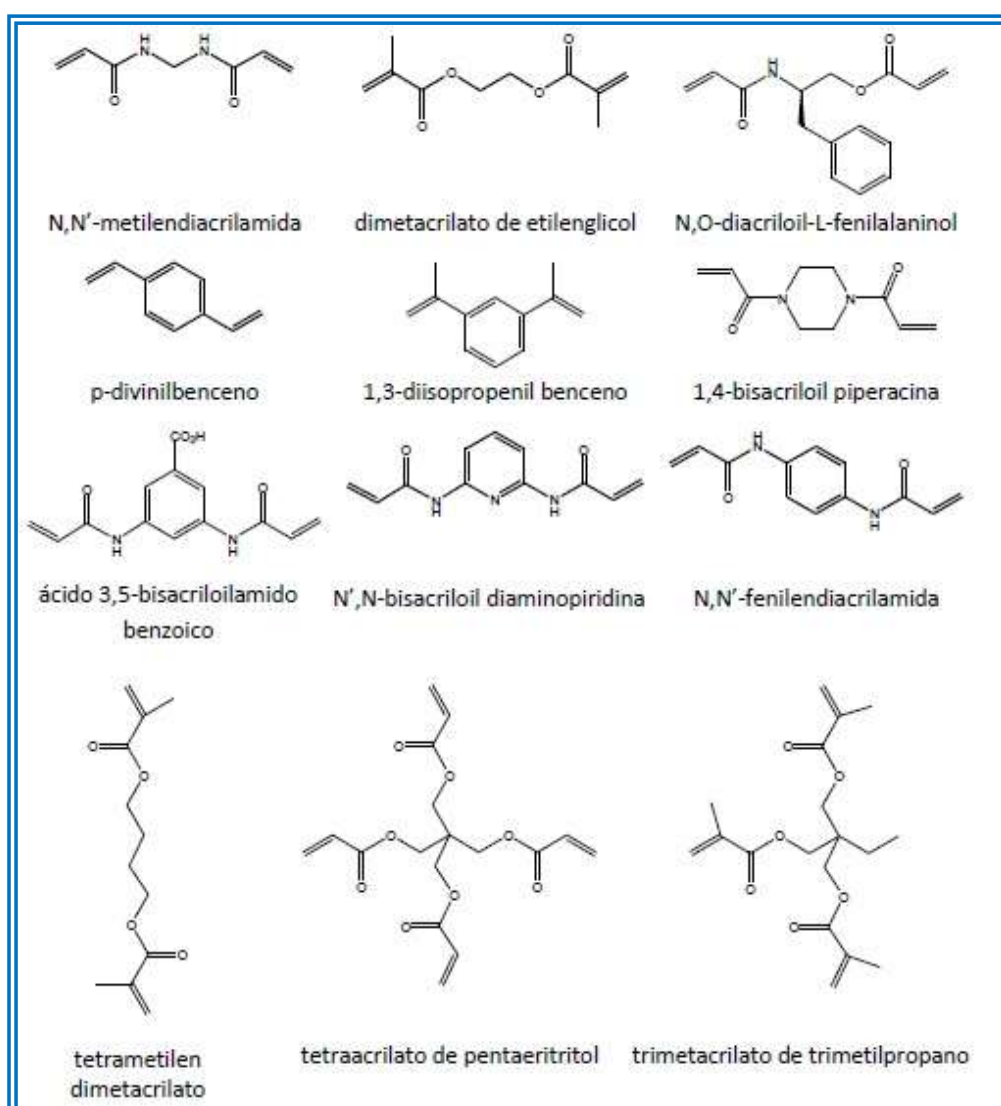 N,N'-metilendiacrilamida
dimetacrilato de etilenglicol
N,O-diacriloil-L-fenilalaninol
p-divinilbenceno
1,3-diisopropenil benceno
1,4-bisacriloil piperacina
CO₂H
ácido 3,5-bisacriloilamido
benzoico
N',N-bisacriloil diaminopiridina
N,N'-fenilendiacrilamida
tetrametilen
dimetacrilato
tetraacrilato de pentaeritritol
trimetacrilato de trimetilpropano